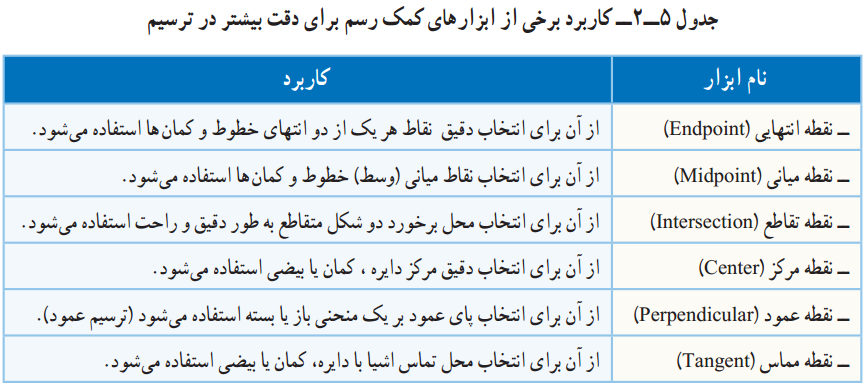 جدول ۵ــ۲ــ کاربرد برخی از ابزارهای کمک رسم برای دقت بیشتر در ترسیم
نام ابزار کاربرد
ــ نقطه انتهایی (Endpoint) از آن برای انتخاب دقیق نقاط هر یک از دو انتهای خطوط و کمان‌ها استفاده می‌شود.
ــ نقطه میانی (Midpoint) از آن برای انتخاب نقاط میانی (وسط) خطوط و کمان‌ها استفاده می‌شود.
ــ نقطه تقاطع (Intersection) از آن برای انتخاب محل برخورد دو شکل متقاطع به طور دقیق و راحت استفاده می‌شود.
ــ نقطه مرکز (Center) از آن برای انتخاب دقیق مرکز دایره ، کمان یا بیضی استفاده می‌شود.
ــ نقطه عمود (Perpendicular) از آن برای انتخاب پای عمود بر یک منحنی باز یا بسته استفاده می‌شود (ترسیم عمود).
ــ نقطه مماس (Tangent) از آن برای انتخاب محل تماس اشیا با دایره، کمان یا بیضی استفاده می‌شود.